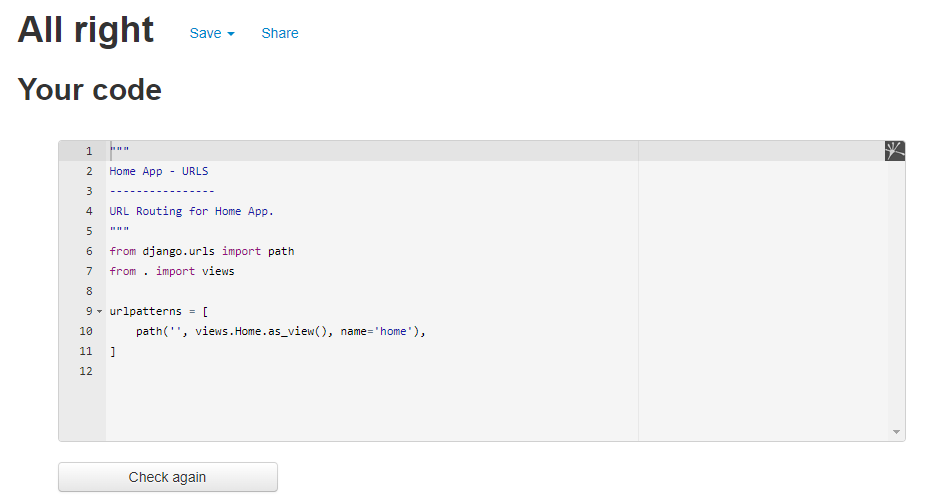 All right Save Share
Your code
1 """
2 Home App - URLS
3 ----------------
4 URL Routing for Home App.
5 """
6 from django.urls import path
7 from . import views
8
9 urlpatterns = [
10     path('', views.Home.as_view(), name='home'),
11 ]
12
Check again